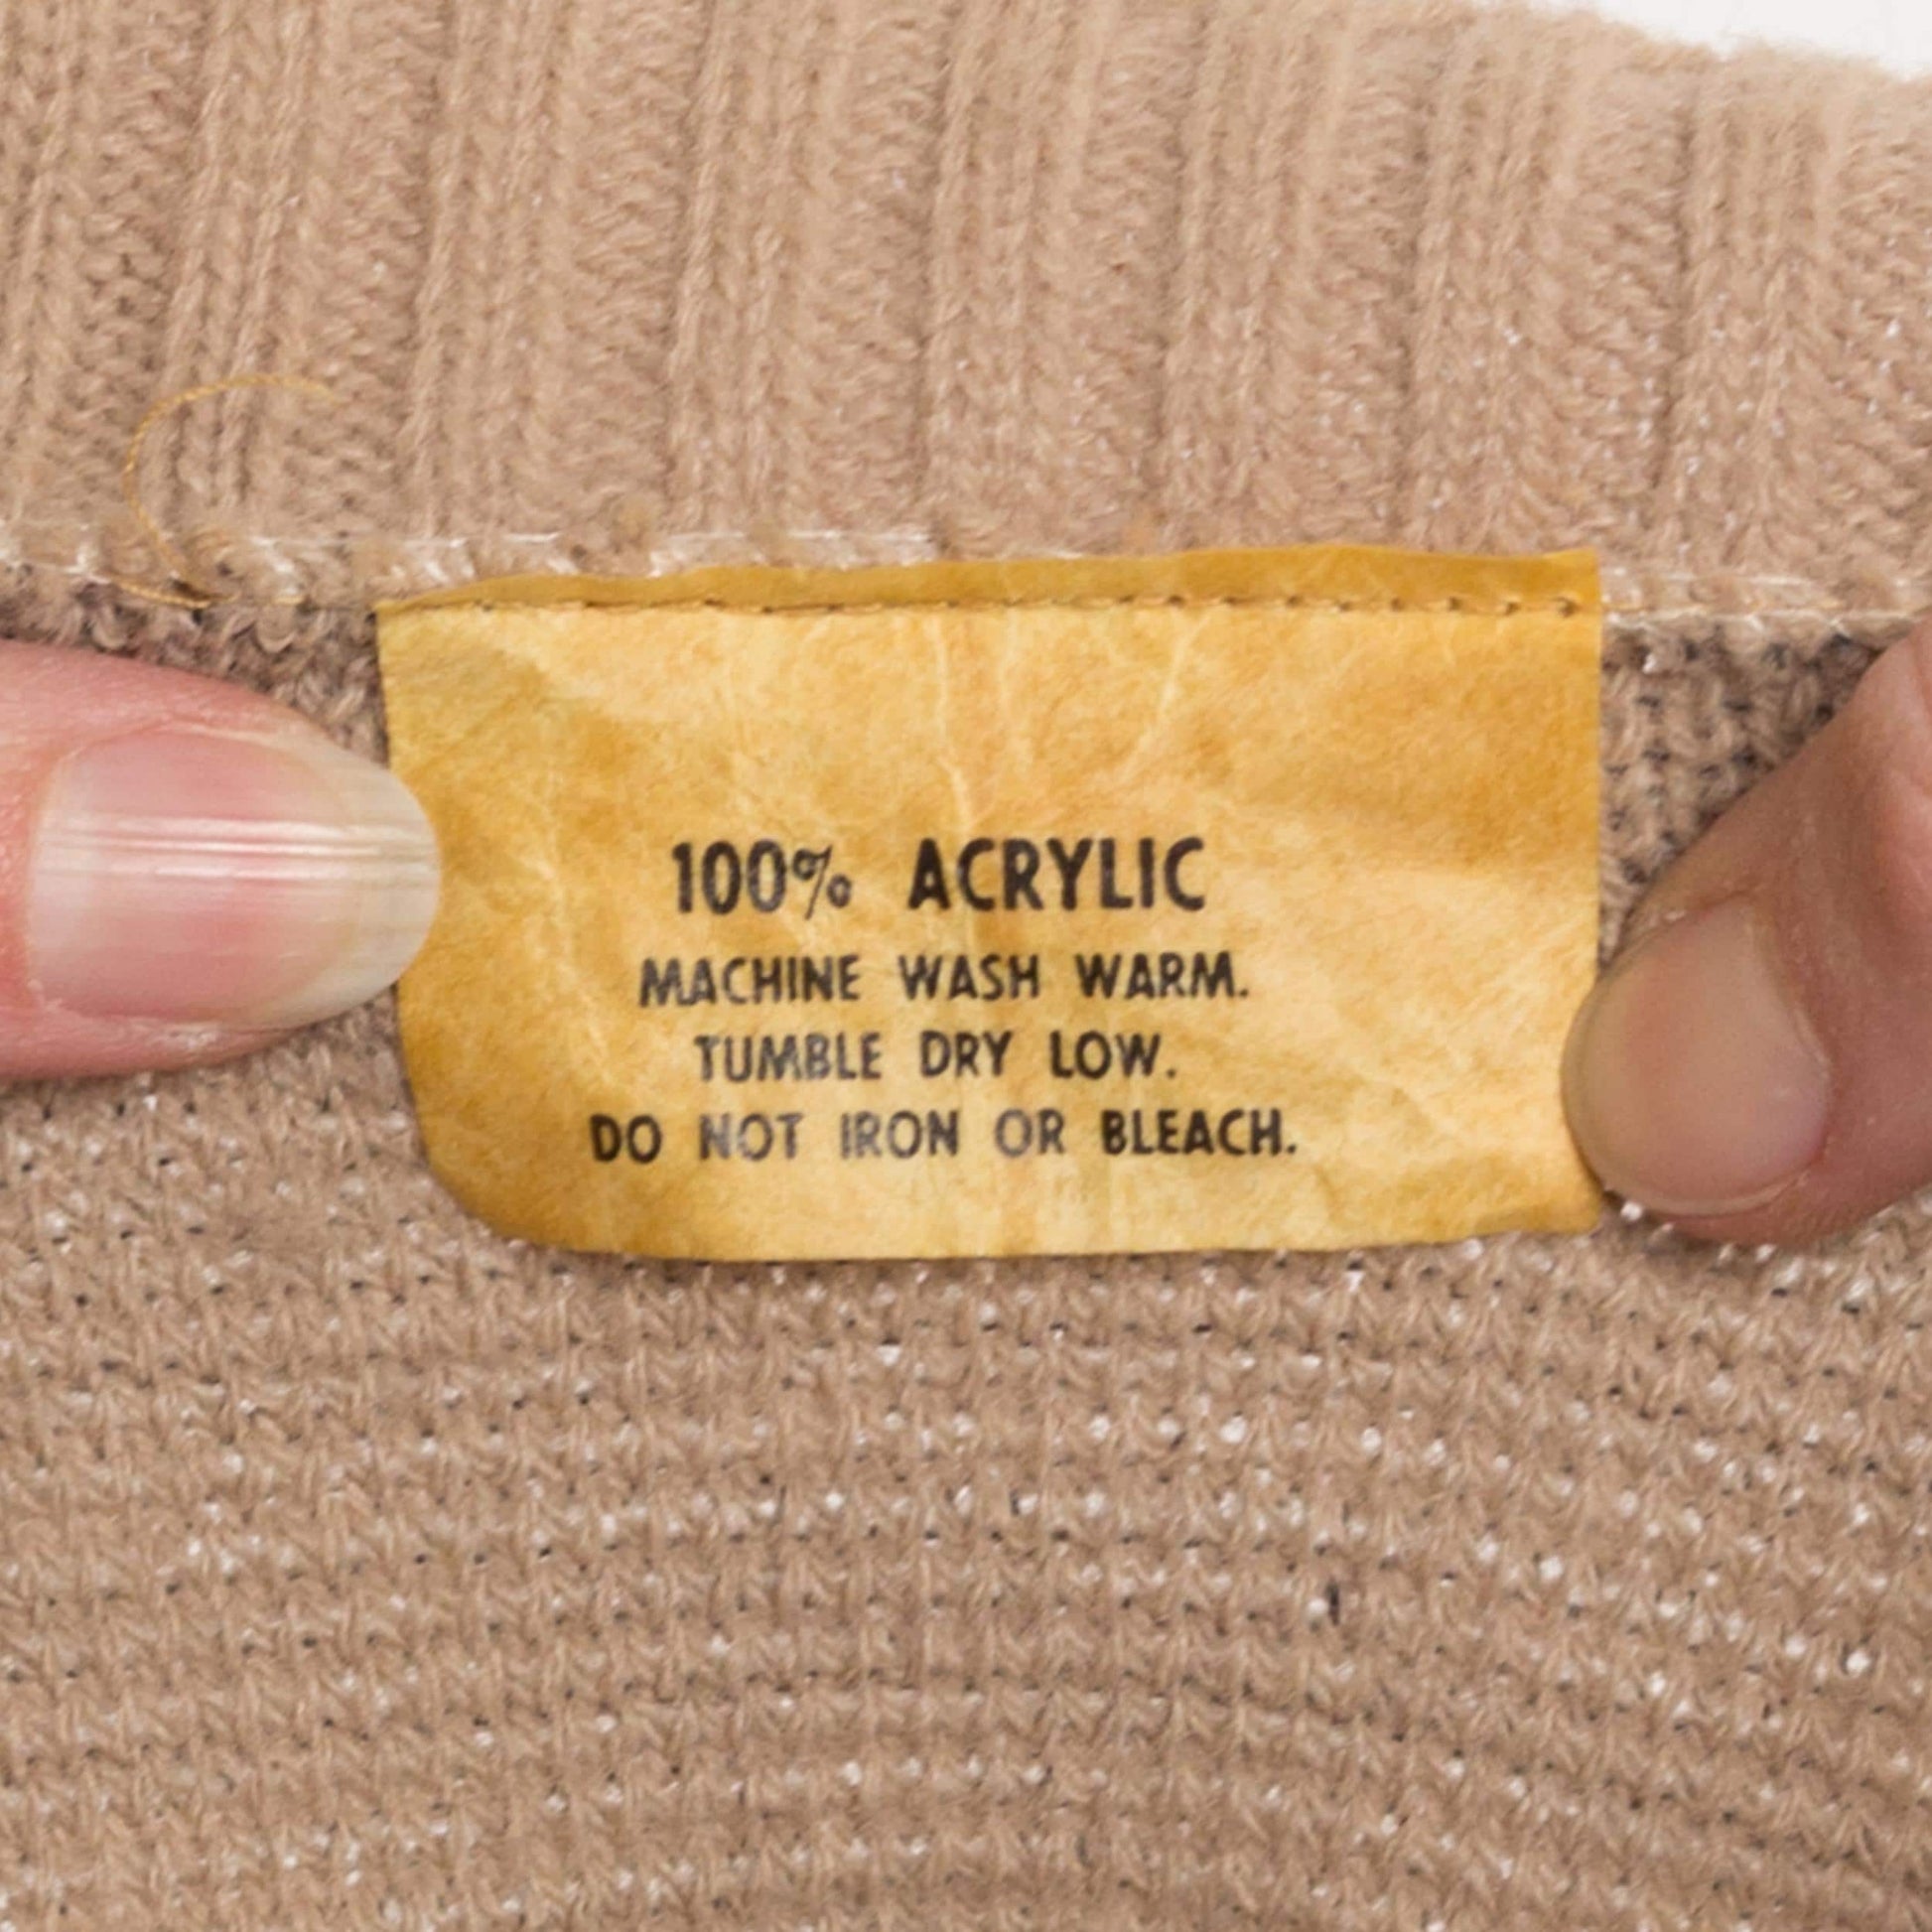 100% ACRYLIC
MACHINE WASH WARM.
TUMBLE DRY LOW.
DO NOT IRON OR BLEACH.